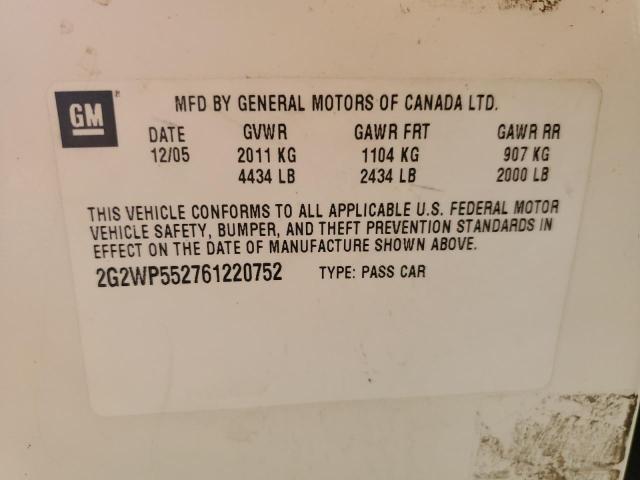 GM
MFD BY GENERAL MOTORS OF CANADA LTD.
DATE GVWR GAWR FRT GAWR RR
12/05 2011 KG 1104 KG 907 KG
4434 LB 2434 LB 2000 LB
THIS VEHICLE CONFORMS TO ALL APPLICABLE U.S. FEDERAL MOTOR
VEHICLE SAFETY, BUMPER, AND THEFT PREVENTION STANDARDS IN
EFFECT ON THE DATE OF MANUFACTURE SHOWN ABOVE.
2G2WP552761220752 TYPE: PASS CAR